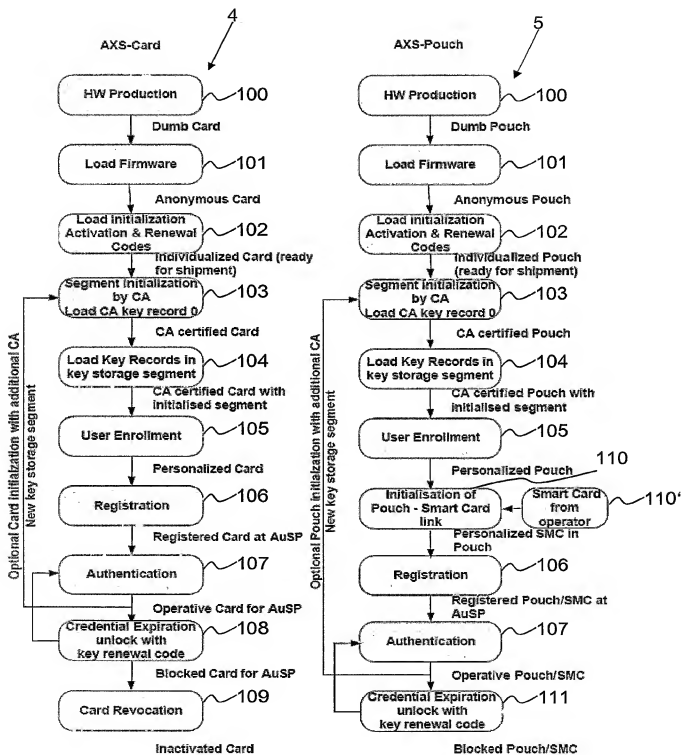 AXS-Card
4
HW Production
100
Dumb Card
Load Firmware
101
Anonymous Card
Load Initialization
Activation & Renewal
Codes
102
Individualized Card (ready
for shipment)
Segment Initialization
by CA
Load CA key record 0
103
CA certified Card
Load Key Records in
key storage segment
104
CA certified Card with
initialised segment
User Enrollment
105
Personalized Card
Registration
106
Registered Card at AuSP
Authentication
107
Operative Card for AuSP
Credential Expiration
unlock with
key renewal code
108
Blocked Card for AuSP
Card Revocation
109
Inactivated Card
Optional Card initialzation with additional CA
New key storage segment
AXS-Pouch
5
HW Production
100
Dumb Pouch
Load Firmware
101
Anonymous Pouch
Load Initialization
Activation & Renewal
Codes
102
Individualized Pouch
(ready for shipment)
Segment Initialization
by CA
Load CA key record 0
103
CA certified Pouch
Load Key Records in
key storage segment
104
CA certified Pouch with
initialised segment
User Enrollment
105
Personalized Pouch
110
Initialisation of
Pouch - Smart Card
link
Smart Card
from
operator
110'
Personalized SMC in
Pouch
Registration
106
Registered Pouch/SMC at
AuSP
Authentication
107
Operative Pouch/SMC
Credential Expiration
unlock with
key renewal code
111
Blocked Pouch/SMC
Optional Pouch initialzation with additional CA
New key storage segment